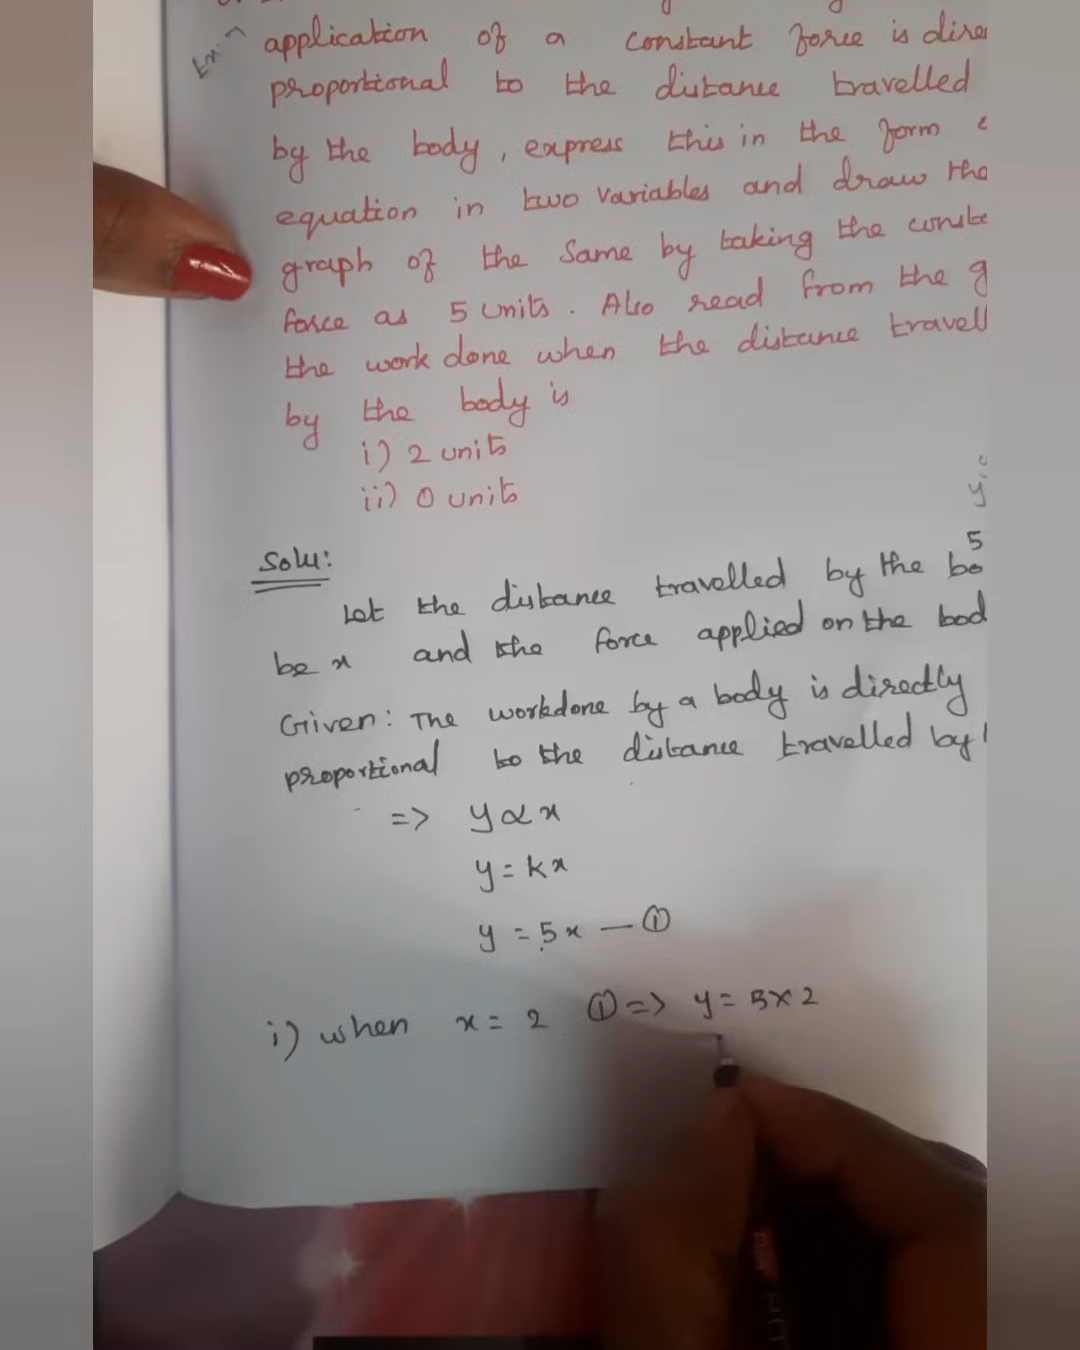 application of a constant force is dire
proportional to the distance travelled
by the body, express this in the form
equation in two variables and draw the
graph of the same by taking the const
force as 5 units. Also read from the g
the work done when the distance travell
by the body is
i) 2 units
ii) 0 units
y
5
Solu:
Let the distance travelled by the bo
be x and the force applied on the bod
Given: The workdone by a body is directly
proportional to the distance travelled by
=> y ∝ x
y = kx
y = 5x — ①
i) when x = 2 ① => y = 5 × 2